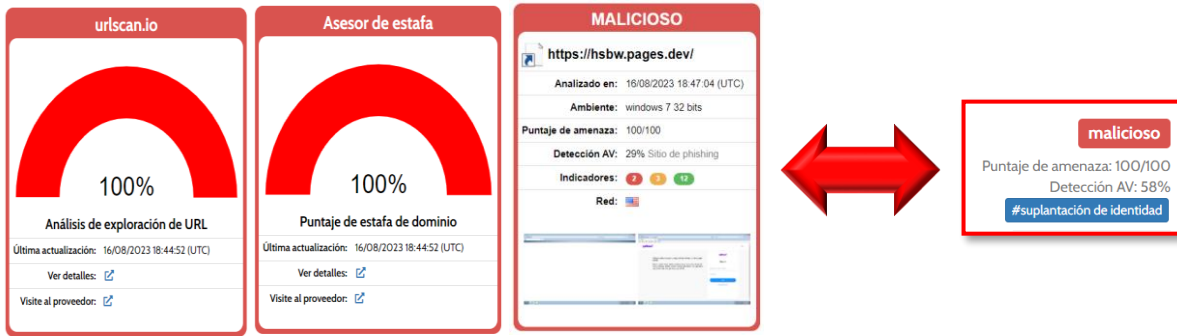 urlscan.io
100%
Análisis de exploración de URL
Última actualización: 16/08/2023 18:44:52 (UTC)
Ver detalles:
Visite al proveedor:
Asesor de estafa
100%
Puntaje de estafa de dominio
Última actualización: 16/08/2023 18:44:52 (UTC)
Ver detalles:
Visite al proveedor:
MALICIOSO
https://hsbw.pages.dev/
Analizado en: 16/08/2023 18:47:04 (UTC)
Ambiente: windows 7 32 bits
Puntaje de amenaza: 100/100
Detección AV: 29% Sitio de phishing
Indicadores: 2 3 12
Red:
malicioso
Puntaje de amenaza: 100/100
Detección AV: 58%
#suplantación de identidad